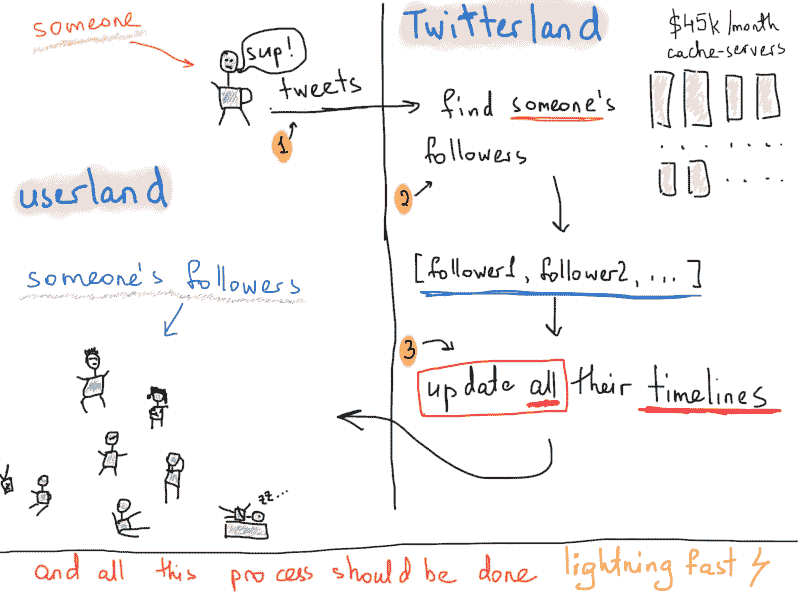 someone
sup!
tweets
1
userland
someone's followers
zz...
Twitterland
$45k/month
cache-servers
find someone's
followers
2
[follower1, follower2, ...]
3
update all their timelines
and all this process should be done lightning fast